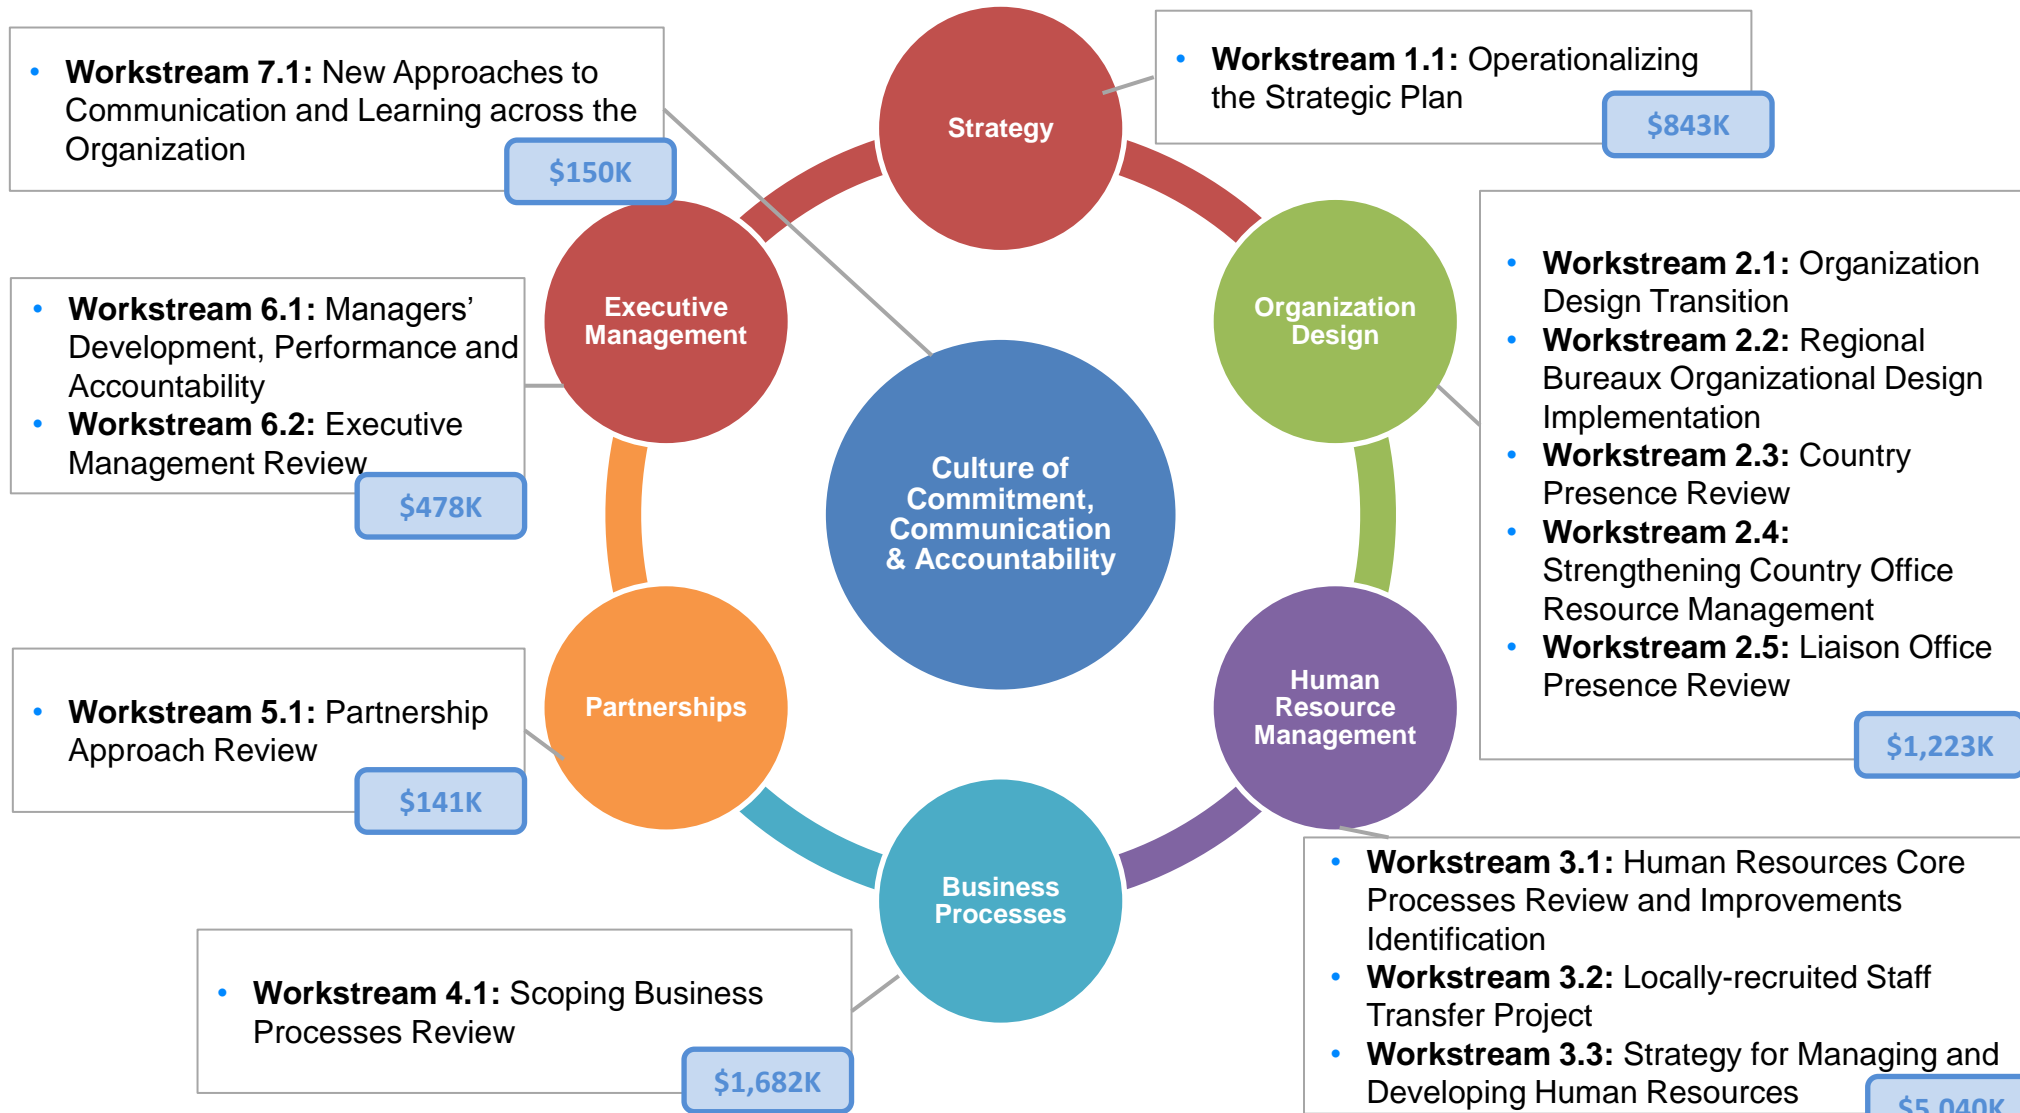 • Workstream 7.1: New Approaches to
Communication and Learning across the
Organization
$150K
Strategy
• Workstream 1.1: Operationalizing
the Strategic Plan
$843K
• Workstream 6.1: Managers’
Development, Performance and
Accountability
• Workstream 6.2: Executive
Management Review
$478K
Executive
Management
Organization
Design
• Workstream 2.1: Organization
Design Transition
• Workstream 2.2: Regional
Bureaux Organizational Design
Implementation
• Workstream 2.3: Country
Presence Review
• Workstream 2.4:
Strengthening Country Office
Resource Management
• Workstream 2.5: Liaison Office
Presence Review
$1,223K
Culture of
Commitment,
Communication
& Accountability
• Workstream 5.1: Partnership
Approach Review
$141K
Partnerships
Human
Resource
Management
Business
Processes
• Workstream 4.1: Scoping Business
Processes Review
$1,682K
• Workstream 3.1: Human Resources Core
Processes Review and Improvements
Identification
• Workstream 3.2: Locally-recruited Staff
Transfer Project
• Workstream 3.3: Strategy for Managing and
Developing Human Resources
$5,040K